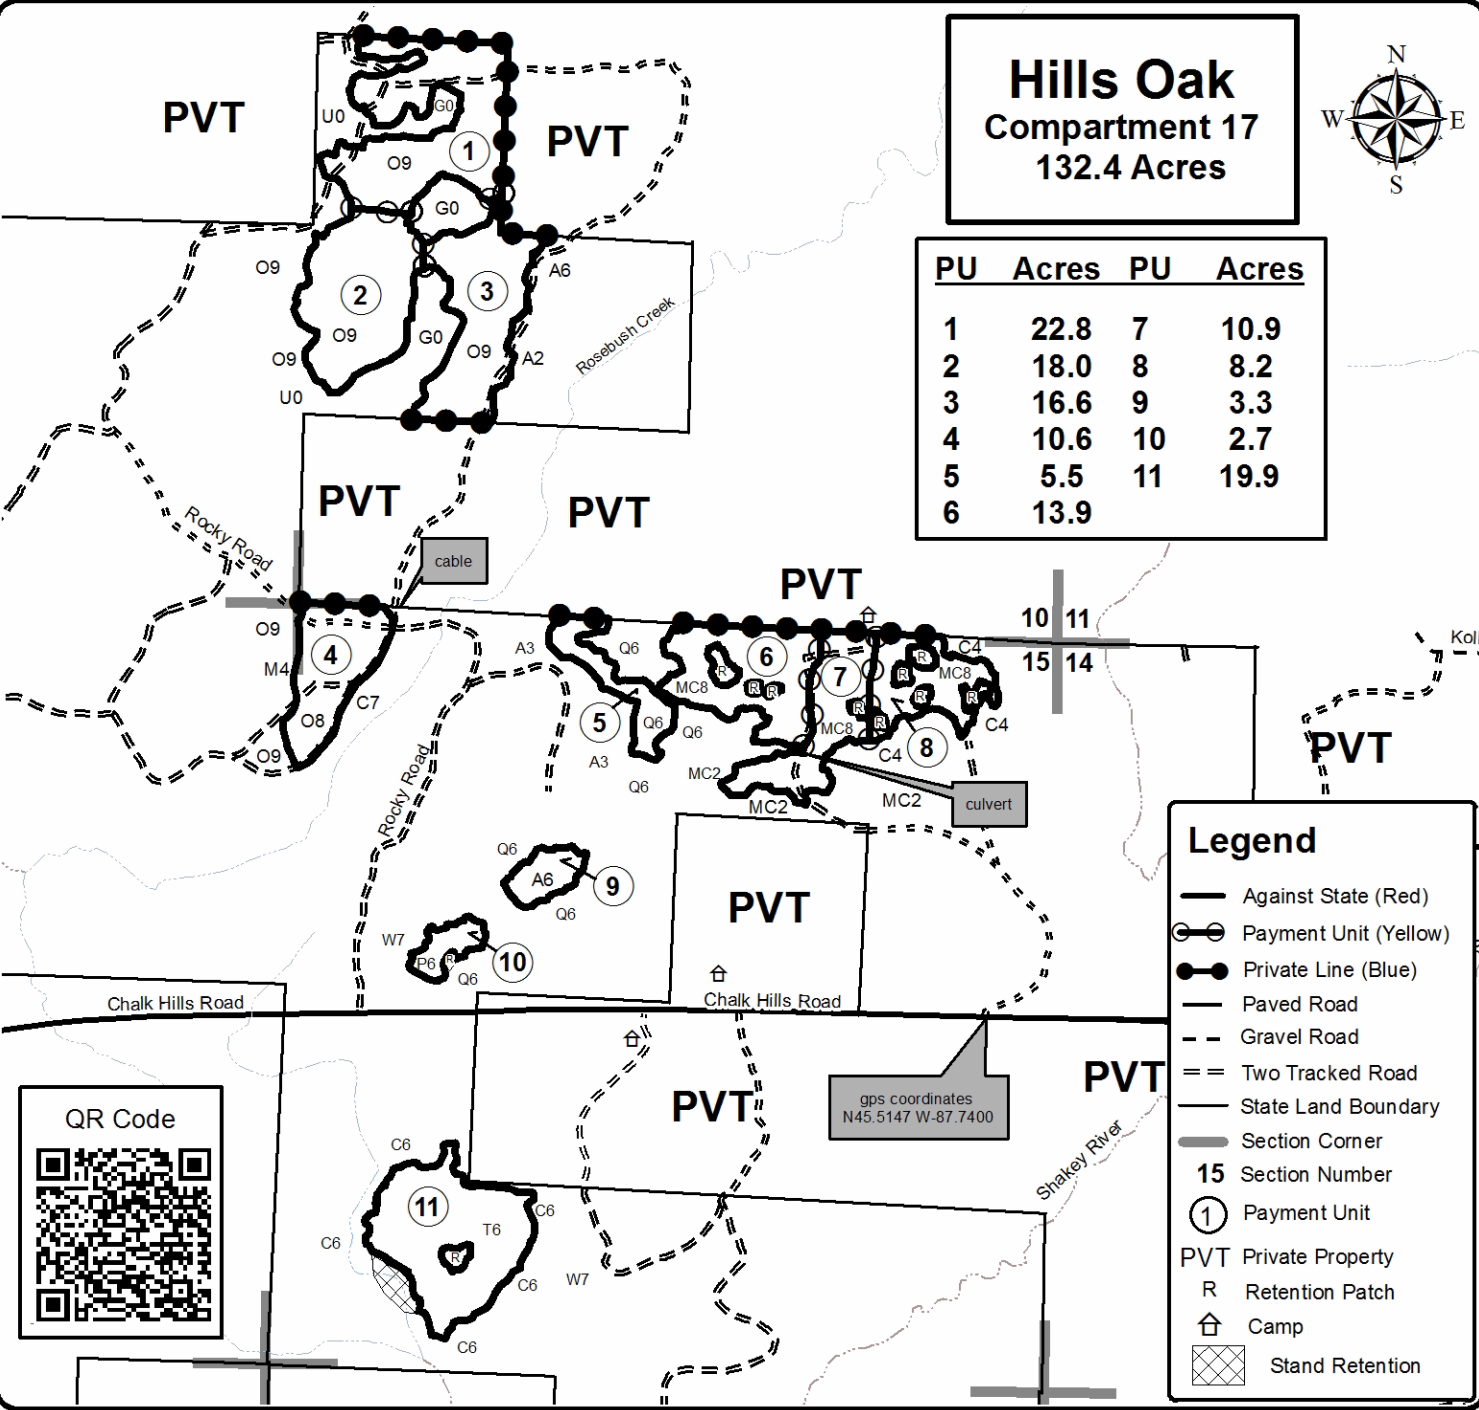 Hills Oak
Compartment 17
132.4 Acres
N
W
E
S
PU Acres PU Acres
1 22.8 7 10.9
2 18.0 8 8.2
3 16.6 9 3.3
4 10.6 10 2.7
5 5.5 11 19.9
6 13.9
PVT
PVT
U0
G0
1
O9
G0
O9
A6
2
3
O9
O9
G0
O9
A2
U0
Rosebush Creek
PVT
PVT
Rocky Road
cable
PVT
10 11
15 14
Koll
O9
4
M4
C7
O8
O9
A3
Q6
5
Q6
Q6
A3
Q6
6
R
R
R
MC8
7
MC8
R
R
R
R
R
R
MC8
C4
C4
C4
8
MC2
MC2
MC2
culvert
PVT
Rocky Road
Q6
A6
9
Q6
W7
P6
R
10
Q6
PVT
Chalk Hills Road
Chalk Hills Road
PVT
PVT
gps coordinates
N45.5147 W-87.7400
Shakey River
QR Code
C6
11
C6
T6
C6
R
C6
W7
C6
Legend
Against State (Red)
Payment Unit (Yellow)
Private Line (Blue)
Paved Road
Gravel Road
Two Tracked Road
State Land Boundary
Section Corner
15 Section Number
1 Payment Unit
PVT Private Property
R Retention Patch
Camp
Stand Retention